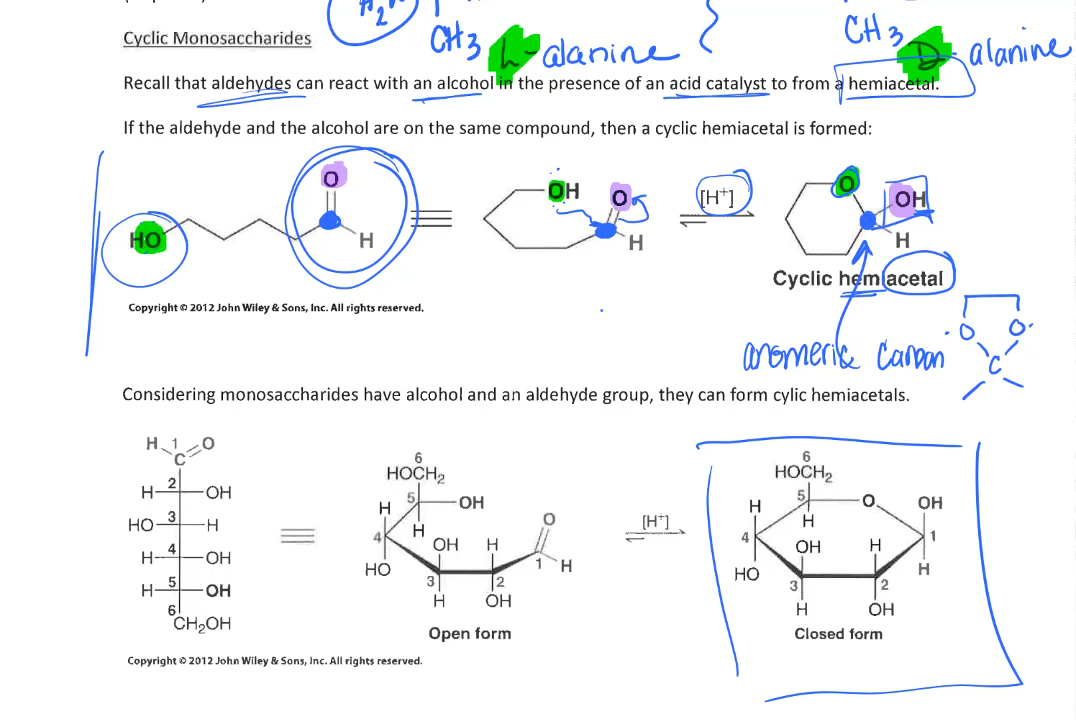 H2
CH3 L-alanine
CH3 D-alanine
Cyclic Monosaccharides
Recall that aldehydes can react with an alcohol in the presence of an acid catalyst to from a hemiacetal.
If the aldehyde and the alcohol are on the same compound, then a cyclic hemiacetal is formed:
HO O H
OH O H
[H+]
O OH H
Cyclic hemiacetal
Copyright © 2012 John Wiley & Sons, Inc. All rights reserved.
anomeric Carbon
O O
C
Considering monosaccharides have alcohol and an aldehyde group, they can form cylic hemiacetals.
H 1 O
C
H 2 OH
HO 3 H
H 4 OH
H 5 OH
6 CH2OH
6
HOCH2
5 OH
H H O
4 OH H
HO 1 H
3 2
H OH
Open form
[H+]
6
HOCH2
5 O OH
H H
4 OH H 1
HO H
3 2
H OH
Closed form
Copyright © 2012 John Wiley & Sons, Inc. All rights reserved.